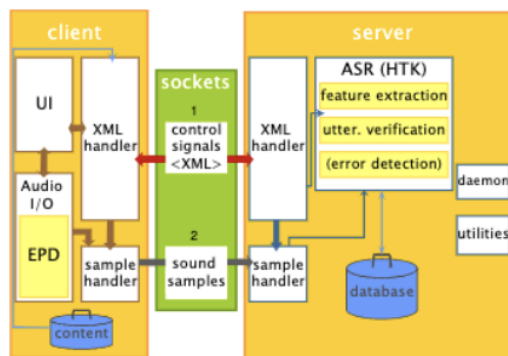 client
UI
XML
handler
Audio
I/O
EPD
sample
handler
content
sockets
1
control
signals
<XML>
2
sound
samples
server
XML
handler
sample
handler
ASR (HTK)
feature extraction
utter. verification
(error detection)
database
daemon
utilities